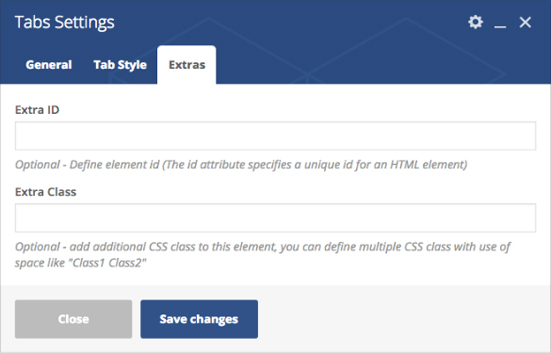 Tabs Settings
General Tab Style Extras
Extra ID
Optional - Define element id (The id attribute specifies a unique id for an HTML element)
Extra Class
Optional - add additional CSS class to this element, you can define multiple CSS class with use of
space like "Class1 Class2"
Close Save changes